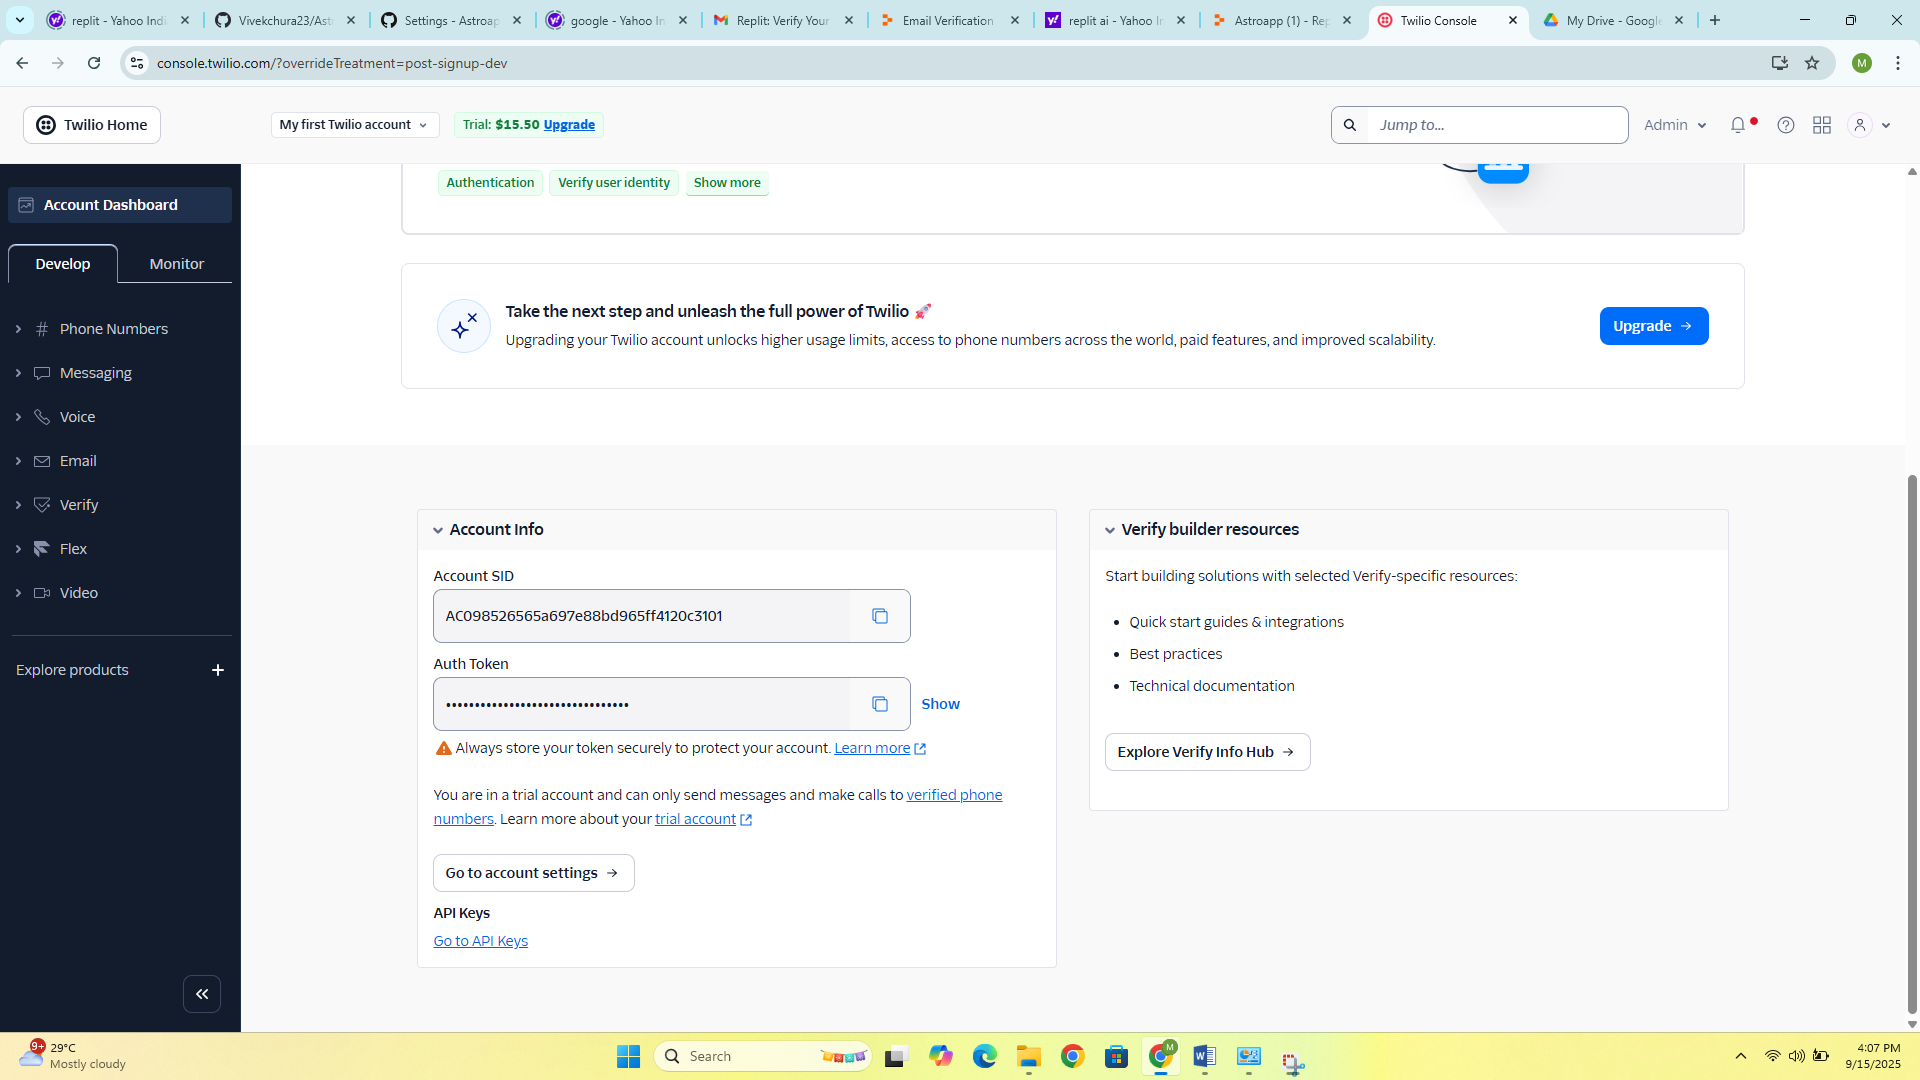 replit - Yahoo Indi
Vivekchura23/Ast
Settings - Astroap
google - Yahoo In
Replit: Verify Your
Email Verification
replit ai - Yahoo In
Astroapp (1) - Rep
Twilio Console
My Drive - Google
console.twilio.com/?overrideTreatment=post-signup-dev
M
Twilio Home
My first Twilio account
Trial: $15.50 Upgrade
Jump to...
Admin
Account Dashboard
Develop
Monitor
Phone Numbers
Messaging
Voice
Email
Verify
Flex
Video
Explore products
Authentication
Verify user identity
Show more
Take the next step and unleash the full power of Twilio 🚀
Upgrading your Twilio account unlocks higher usage limits, access to phone numbers across the world, paid features, and improved scalability.
Upgrade
Account Info
Account SID
AC098526565a697e88bd965ff4120c3101
Auth Token
••••••••••••••••••••••••••••••••
Show
Always store your token securely to protect your account. Learn more
You are in a trial account and can only send messages and make calls to verified phone
numbers. Learn more about your trial account
Go to account settings
API Keys
Go to API Keys
Verify builder resources
Start building solutions with selected Verify-specific resources:
• Quick start guides & integrations
• Best practices
• Technical documentation
Explore Verify Info Hub
9+
29°C
Mostly cloudy
Search
M
4:07 PM
9/15/2025